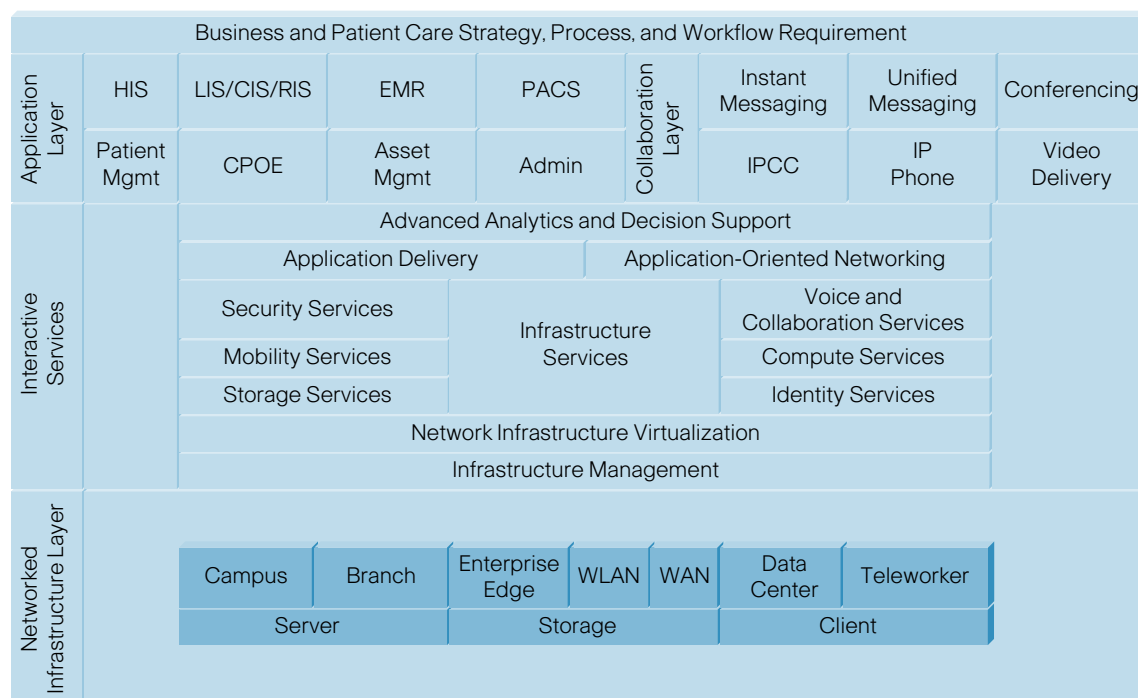 Business and Patient Care Strategy, Process, and Workflow Requirement
Application
Layer
HIS
LIS/CIS/RIS
EMR
PACS
Collaboration
Layer
Instant
Messaging
Unified
Messaging
Conferencing
Patient
Mgmt
CPOE
Asset
Mgmt
Admin
IPCC
IP
Phone
Video
Delivery
Interactive
Services
Advanced Analytics and Decision Support
Application Delivery
Application-Oriented Networking
Security Services
Mobility Services
Storage Services
Infrastructure
Services
Voice and
Collaboration Services
Compute Services
Identity Services
Network Infrastructure Virtualization
Infrastructure Management
Networked
Infrastructure Layer
Campus
Branch
Enterprise
Edge
WLAN
WAN
Data
Center
Teleworker
Server
Storage
Client